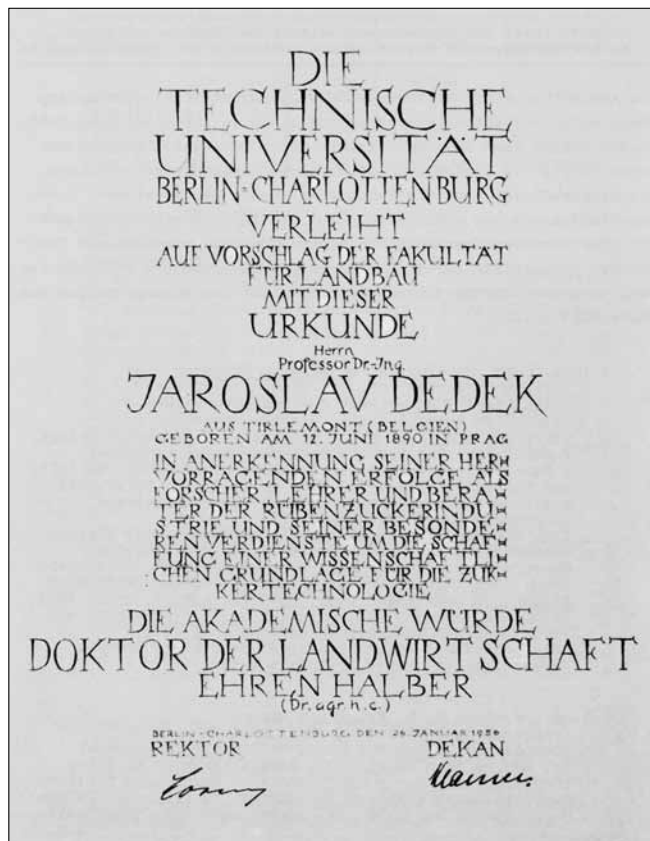 DIE
TECHNISCHE
UNIVERSITÄT
BERLIN-CHARLOTTENBURG
VERLEIHT
AUF VORSCHLAG DER FAKULTÄT
FÜR LANDBAU
MIT DIESER
URKUNDE
Herrn
Professor Dr.-Ing.
JAROSLAV DEDEK
AUS TIRLEMONT (BELGIEN)
GEBOREN AM 12. JUNI 1890 IN PRAG
IN ANERKENNUNG SEINER HER=
VORRAGENDEN ERFOLGE ALS
FORSCHER, LEHRER UND BERA=
TER DER RÜBENZUCKERINDU=
STRIE UND SEINER BESONDE=
REN VERDIENSTE UM DIE SCHAF=
FUNG EINER WISSENSCHAFTLI=
CHEN GRUNDLAGE FÜR DIE ZUK=
KERTECHNOLOGIE
DIE AKADEMISCHE WÜRDE
DOKTOR DER LANDWIRTSCHAFT
EHREN HALBER
(Dr. agr. h.c.)
BERLIN-CHARLOTTENBURG, DEN 26. JANUAR 1956
REKTOR DEKAN